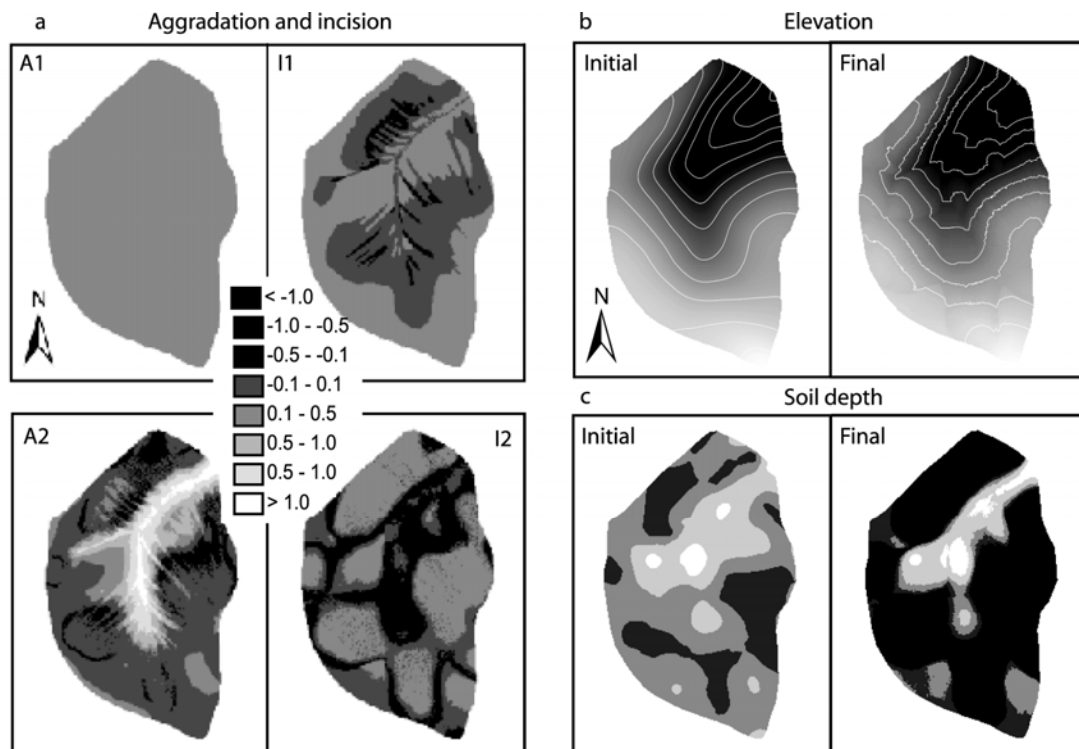 a Aggradation and incision
A1
I1
N
< -1.0
-1.0 - -0.5
-0.5 - -0.1
-0.1 - 0.1
0.1 - 0.5
0.5 - 1.0
0.5 - 1.0
> 1.0
A2
I2
b Elevation
Initial
Final
N
c Soil depth
Initial
Final